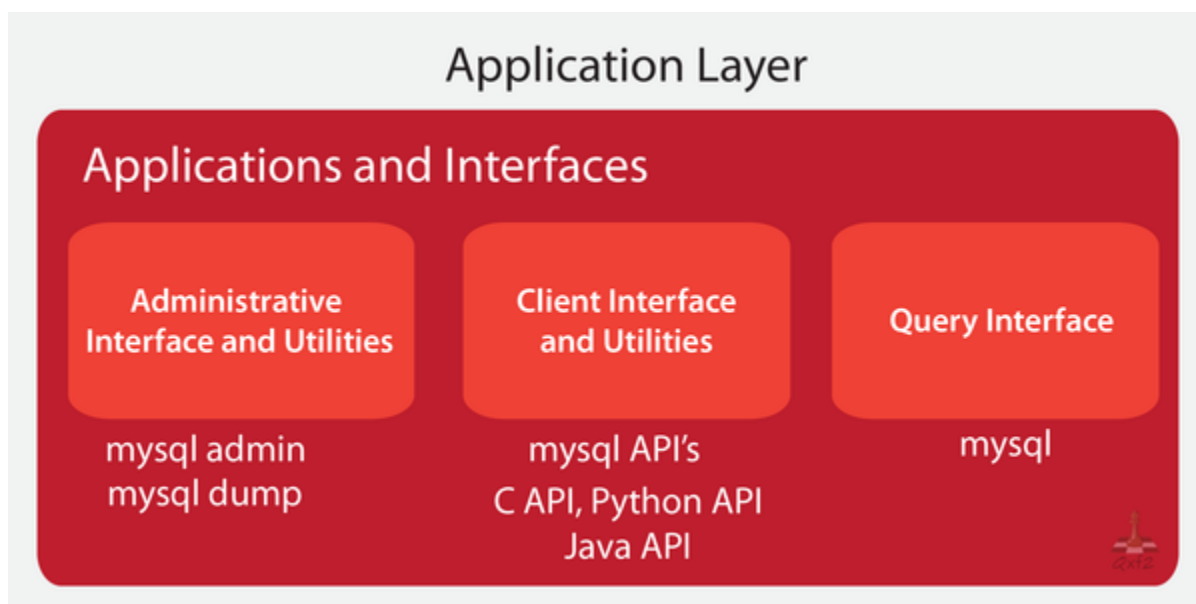 Application Layer
Applications and Interfaces
Administrative
Interface and Utilities
mysql admin
mysql dump
Client Interface
and Utilities
mysql API's
C API, Python API
Java API
Query Interface
mysql
Qxf2